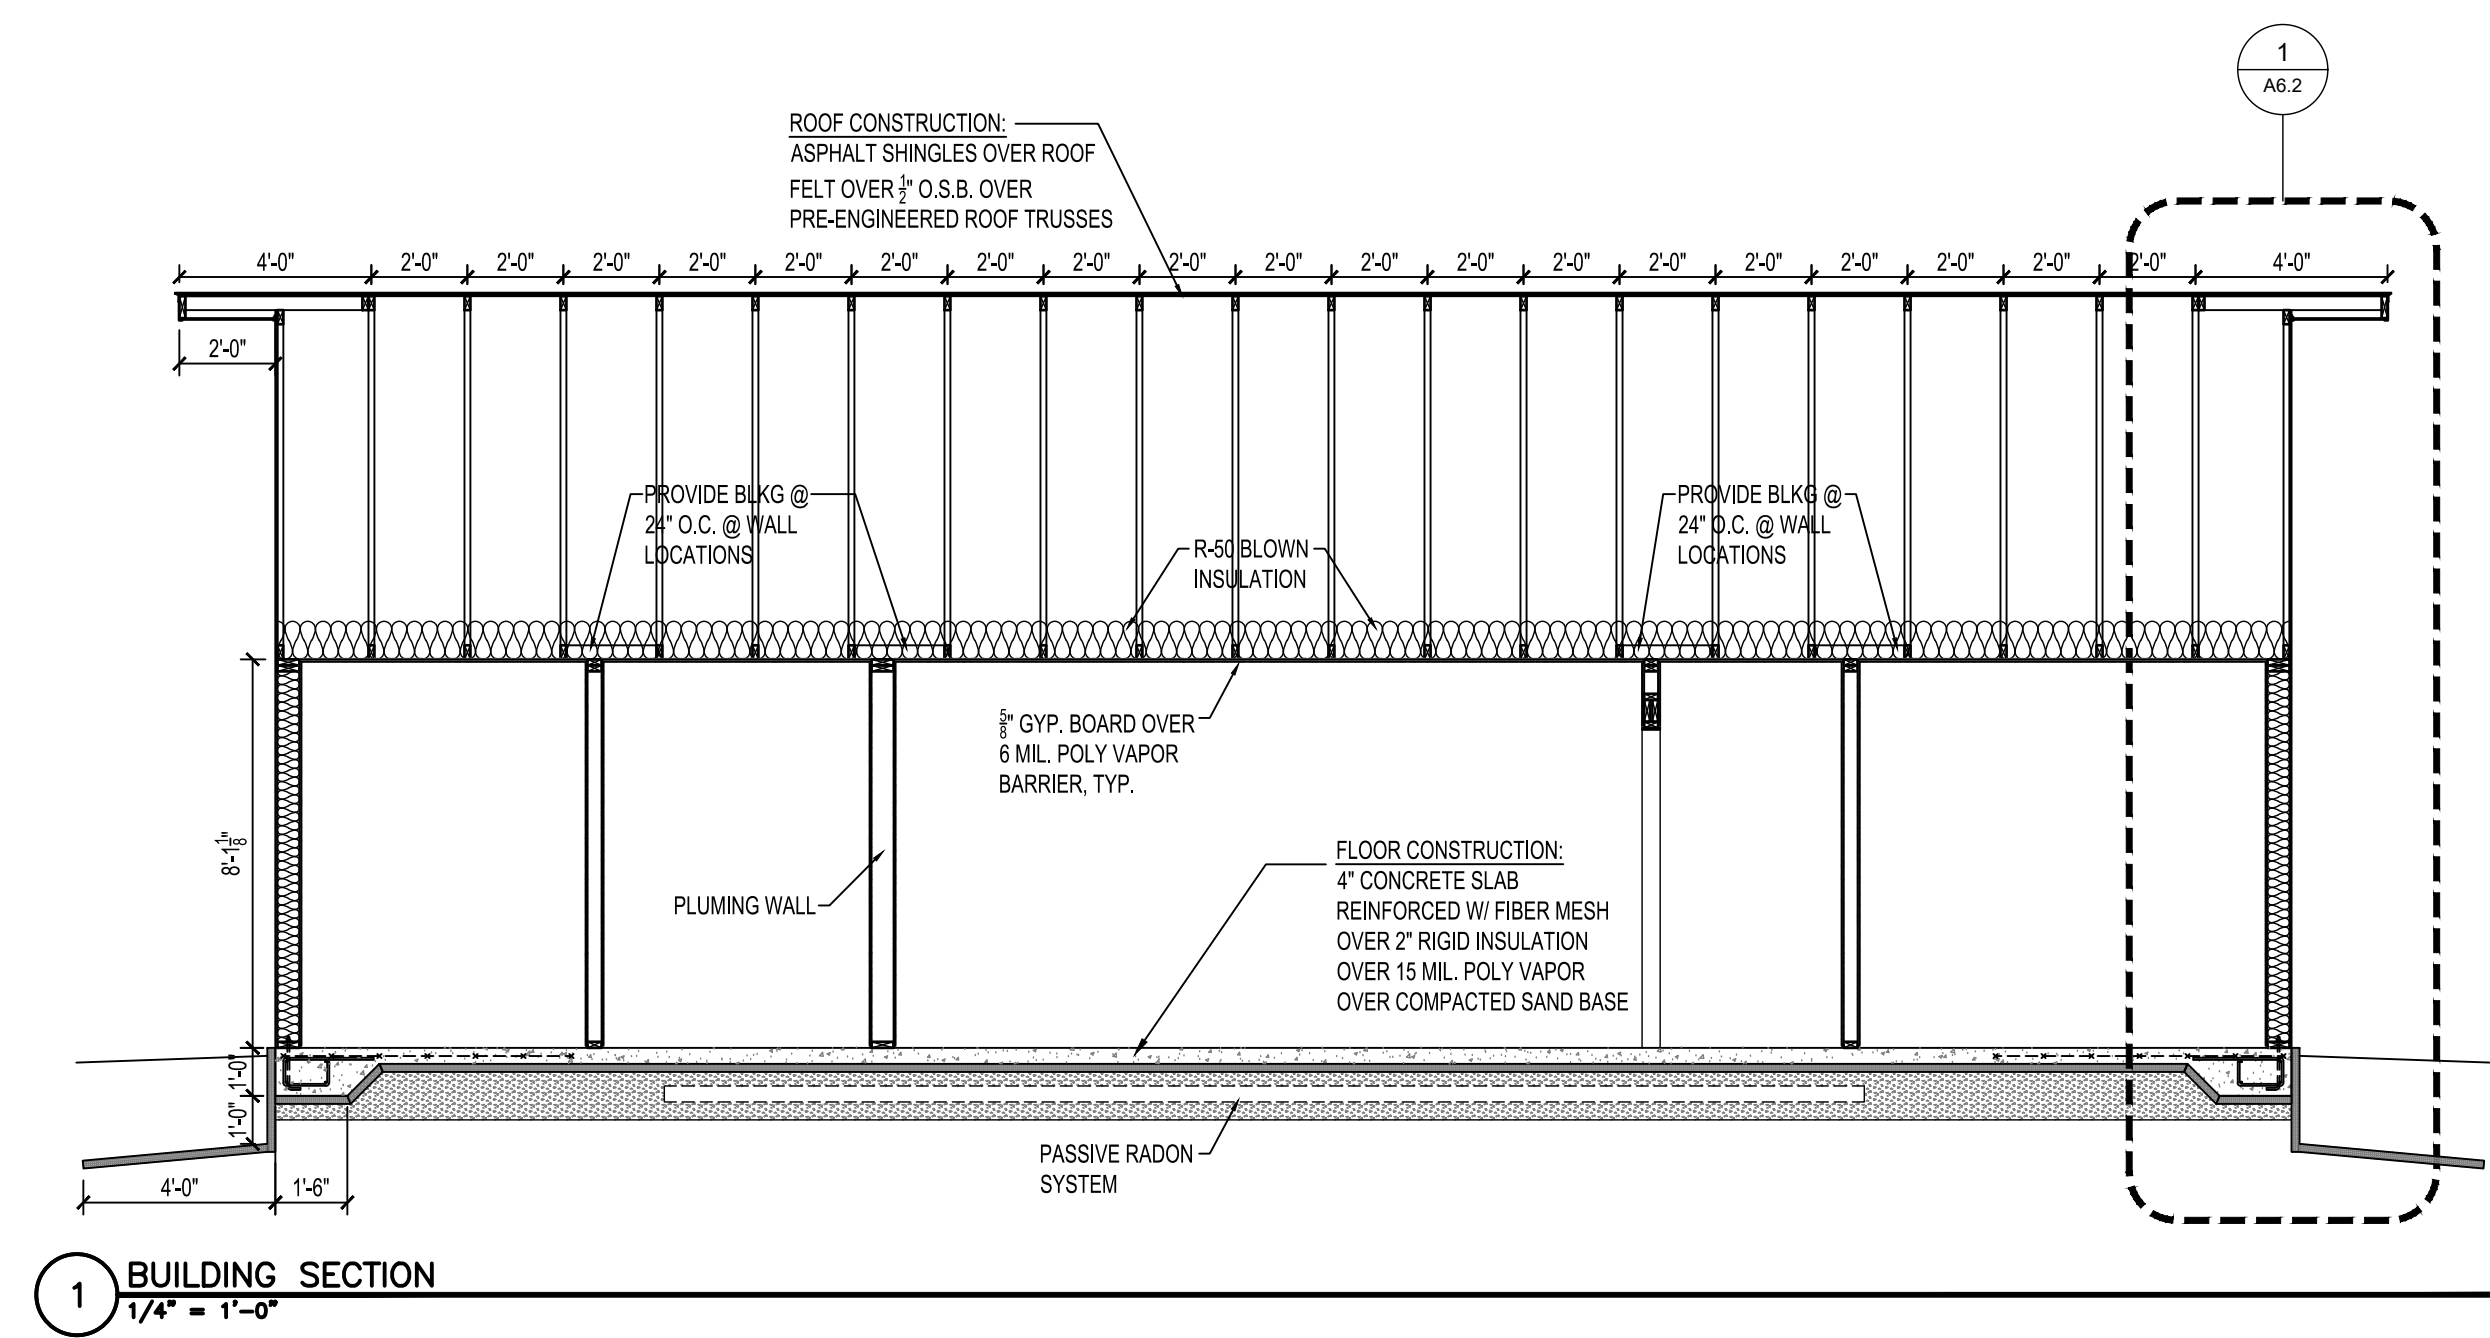 1
A6.2
ROOF CONSTRUCTION:
ASPHALT SHINGLES OVER ROOF
FELT OVER 1/2" O.S.B. OVER
PRE-ENGINEERED ROOF TRUSSES
4'-0" 2'-0" 2'-0" 2'-0" 2'-0" 2'-0" 2'-0" 2'-0" 2'-0" 2'-0" 2'-0" 2'-0" 2'-0" 2'-0" 2'-0" 2'-0" 2'-0" 2'-0" 2'-0" 2'-0" 4'-0"
2'-0"
PROVIDE BLKG @
24" O.C. @ WALL
LOCATIONS
R-50 BLOWN
INSULATION
PROVIDE BLKG @
24" O.C. @ WALL
LOCATIONS
5/8" GYP. BOARD OVER
6 MIL. POLY VAPOR
BARRIER, TYP.
8'-1 1/8"
PLUMING WALL
FLOOR CONSTRUCTION:
4" CONCRETE SLAB
REINFORCED W/ FIBER MESH
OVER 2" RIGID INSULATION
OVER 15 MIL. POLY VAPOR
OVER COMPACTED SAND BASE
1'-0"
1'-0"
PASSIVE RADON
SYSTEM
4'-0" 1'-6"
1 BUILDING SECTION
1/4" = 1'-0"